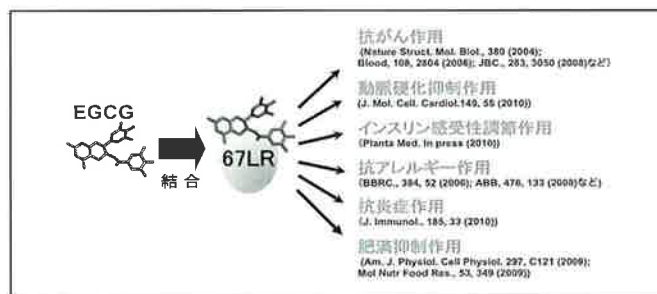 抗がん作用
(Nature Struct. Mol. Biol., 380 (2004);
Blood, 108, 2804 (2006); JBC., 283, 3050 (2008)など)
動脈硬化抑制作用
(J. Mol. Cell. Cardiol.149, 55 (2010))
EGCG
インスリン感受性調節作用
(Planta Med. in press (2010))
結合
67LR
抗アレルギー作用
(BBRC., 394, 52 (2006); ABB, 476, 133 (2008)など)
抗炎症作用
(J. Immunol., 185, 33 (2010))
肥満抑制作用
(Am. J. Physiol. Cell Physiol. 297, C121 (2009);
Mol Nutr Food Res., 53, 349 (2009))